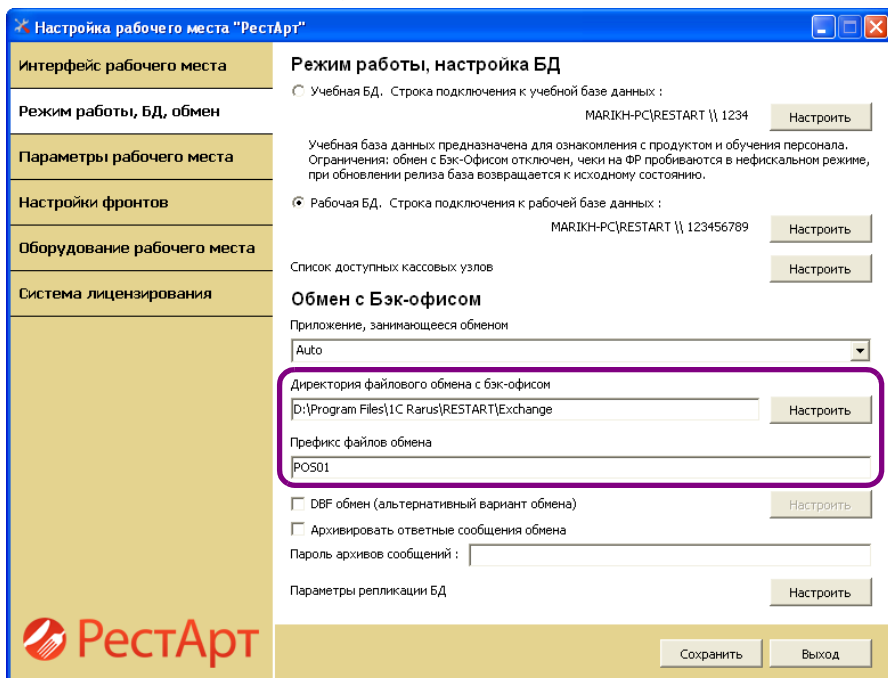 Настройка рабочего места "РестАрт"
Интерфейс рабочего места
Режим работы, БД, обмен
Параметры рабочего места
Настройки фронтов
Оборудование рабочего места
Система лицензирования
РестАрт
Режим работы, настройка БД
Учебная БД. Строка подключения к учебной базе данных :
MARIKH-PC\RESTART \\ 1234
Настроить
Учебная база данных предназначена для ознакомления с продуктом и обучения персонала.
Ограничения: обмен с Бэк-Офисом отключен, чеки на ФР пробиваются в нефискальном режиме,
при обновлении релиза база возвращается к исходному состоянию.
Рабочая БД. Строка подключения к рабочей базе данных :
MARIKH-PC\RESTART \\ 123456789
Настроить
Список доступных кассовых узлов
Настроить
Обмен с Бэк-офисом
Приложение, занимающееся обменом
Auto
Директория файлового обмена с бэк-офисом
D:\Program Files\1C Rarus\RESTART\Exchange
Настроить
Префикс файлов обмена
POS01
DBF обмен (альтернативный вариант обмена)
Настроить
Архивировать ответные сообщения обмена
Пароль архивов сообщений :
Параметры репликации БД
Настроить
Сохранить
Выход